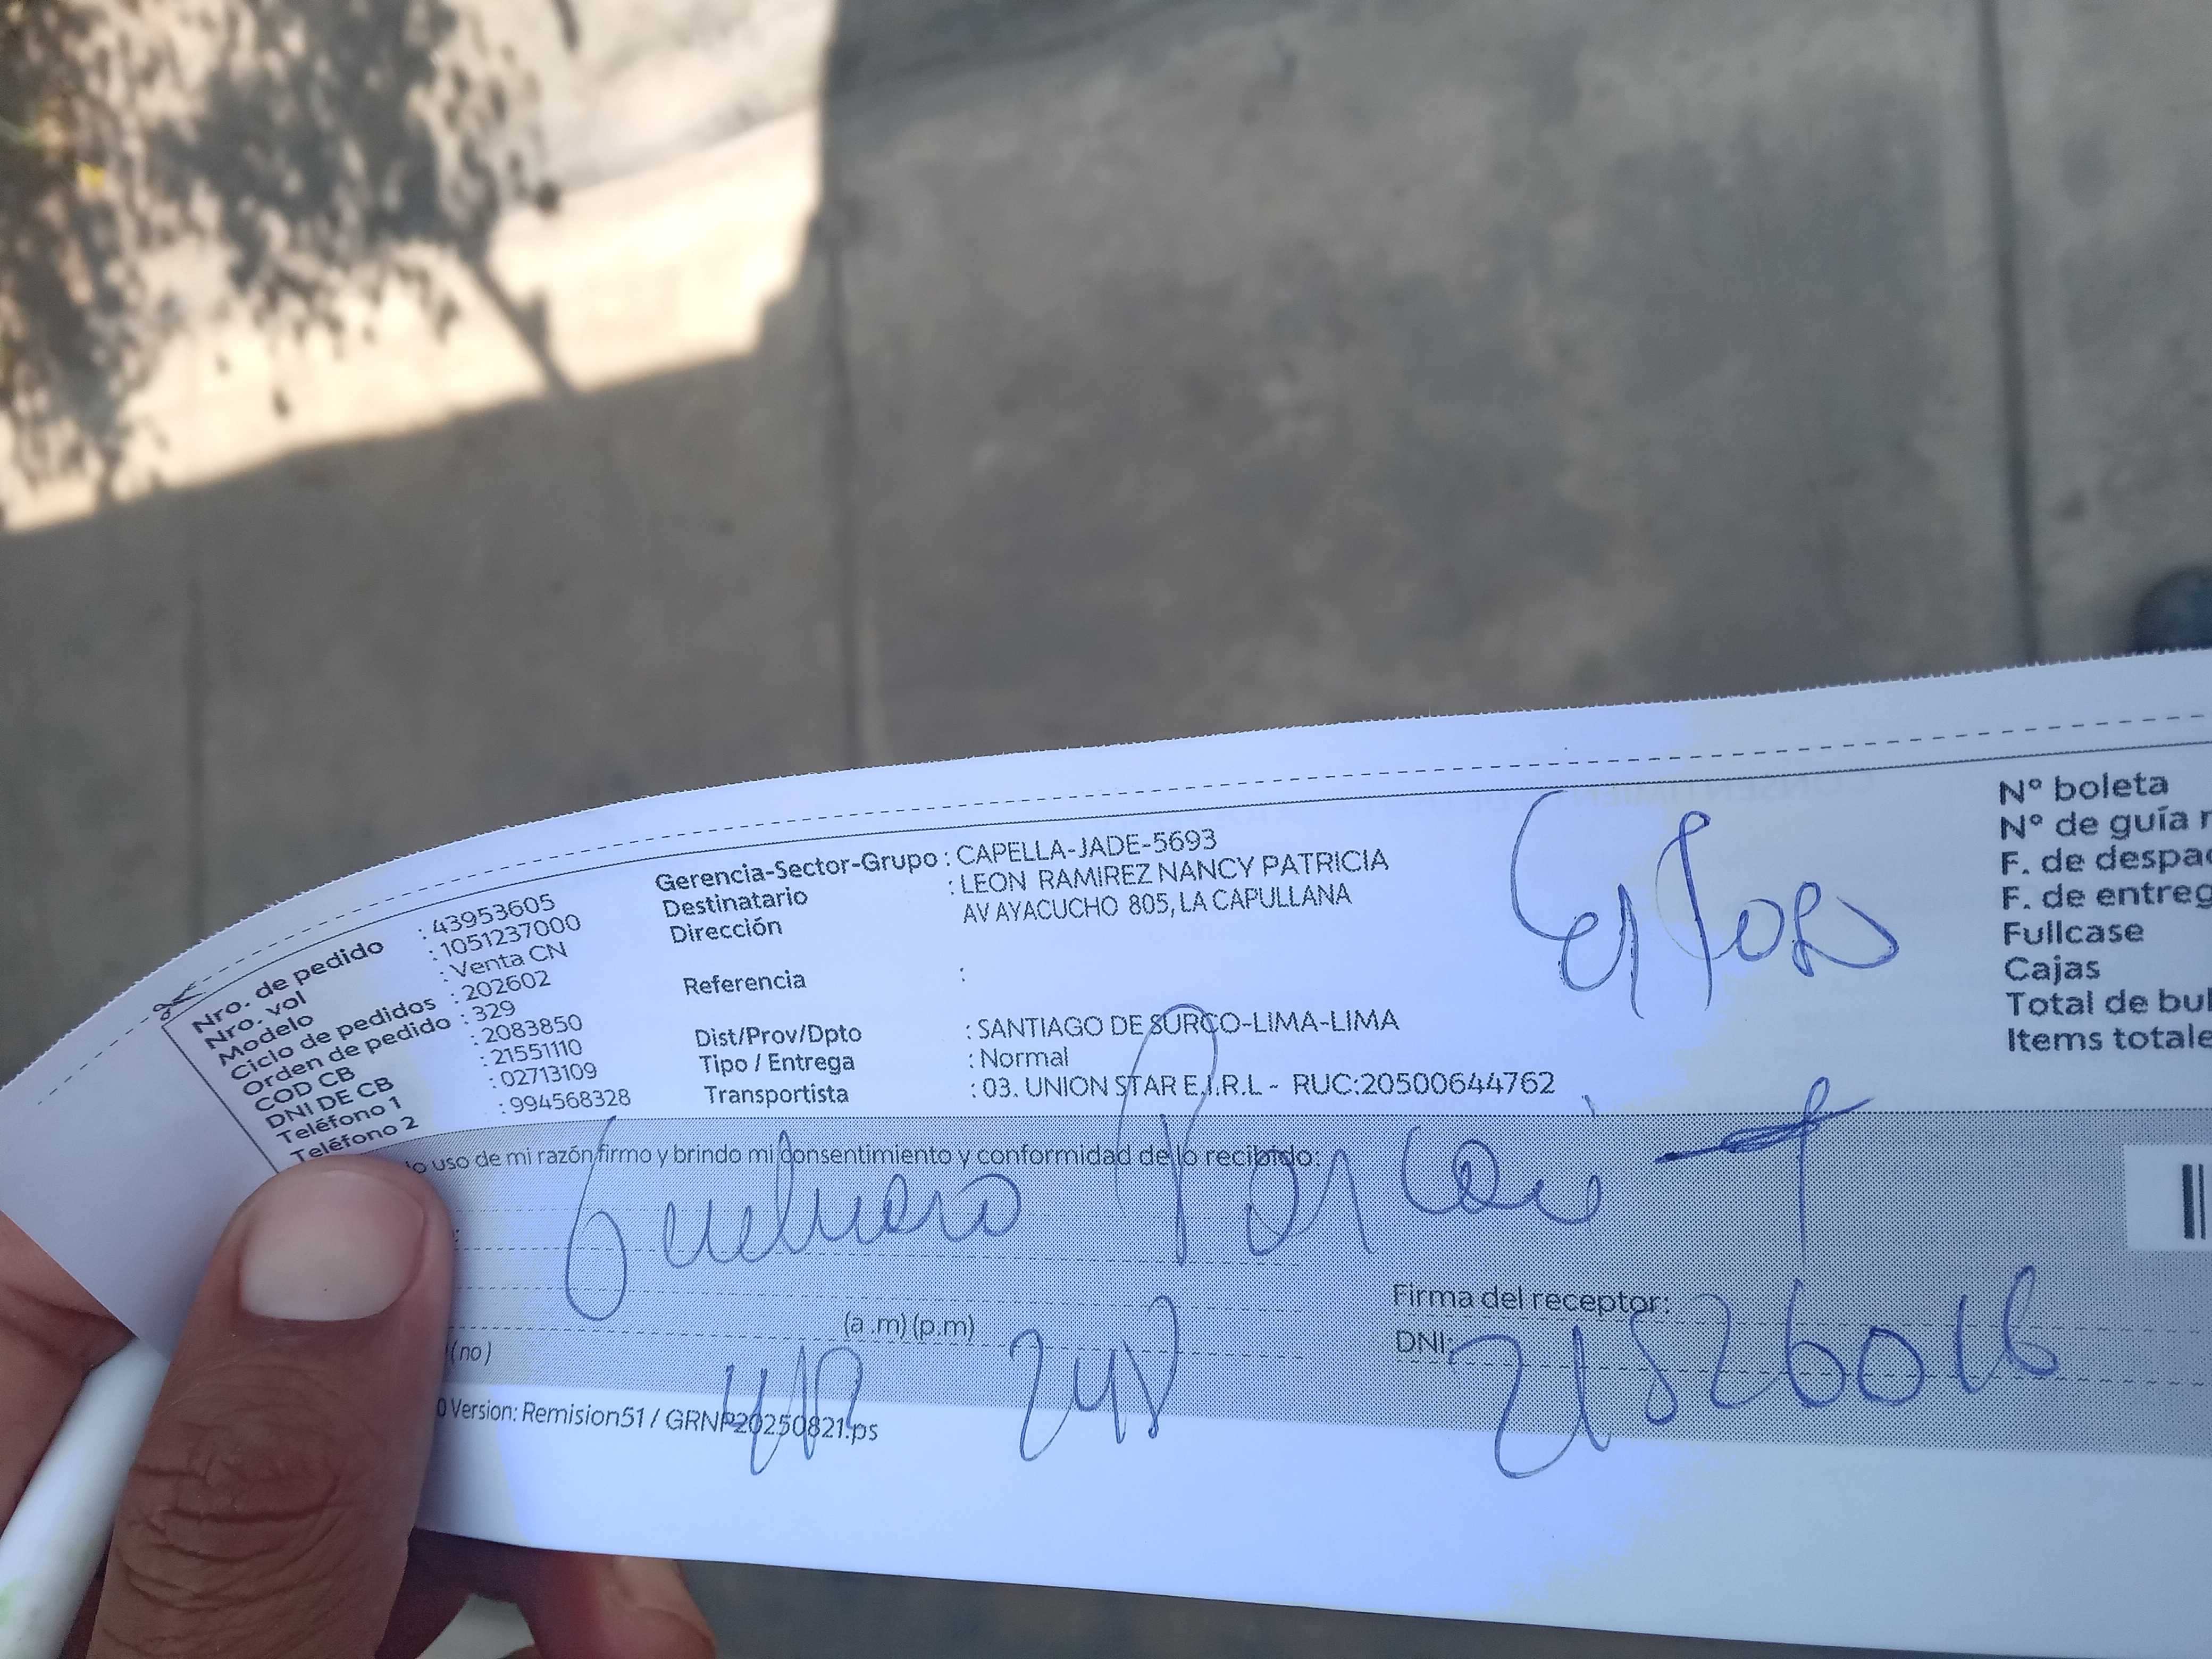 Nro. de pedido : 43953605
Nro. vol : 1051237000
Modelo : Venta CN
Ciclo de pedidos : 202602
Orden de pedido : 329
COD CB : 2083850
DNI DE CB : 21551110
Teléfono 1 : 02713109
Teléfono 2 : 994568328
Gerencia-Sector-Grupo : CAPELLA-JADE-5693
Destinatario : LEON RAMIREZ NANCY PATRICIA
Dirección AV AYACUCHO 805, LA CAPULLANA
Referencia :
Dist/Prov/Dpto : SANTIAGO DE SURCO-LIMA-LIMA
Tipo / Entrega : Normal
Transportista : 03. UNION STAR E.I.R.L - RUC:20500644762
N° boleta
N° de guía r
F. de despac
F. de entreg
Fullcase
Cajas
Total de bul
Items totale
uso de mi razón firmo y brindo mi consentimiento y conformidad de lo recibido:
(a .m) (p.m)
(no)
Firma del receptor:
DNI: 21526016
0 Version: Remision51 / GRNP20250821.ps